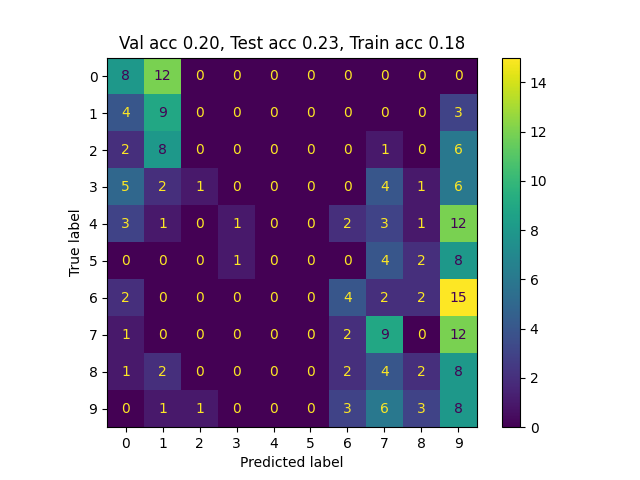 Val acc 0.20, Test acc 0.23, Train acc 0.18
0 8 12 0 0 0 0 0 0 0 0
1 4 9 0 0 0 0 0 0 0 3
2 2 8 0 0 0 0 0 1 0 6
3 5 2 1 0 0 0 0 4 1 6
4 3 1 0 1 0 0 2 3 1 12
5 0 0 0 1 0 0 0 4 2 8
6 2 0 0 0 0 0 4 2 2 15
7 1 0 0 0 0 0 2 9 0 12
8 1 2 0 0 0 0 2 4 2 8
9 0 1 1 0 0 0 3 6 3 8
0 1 2 3 4 5 6 7 8 9
Predicted label
True label
14
12
10
8
6
4
2
0